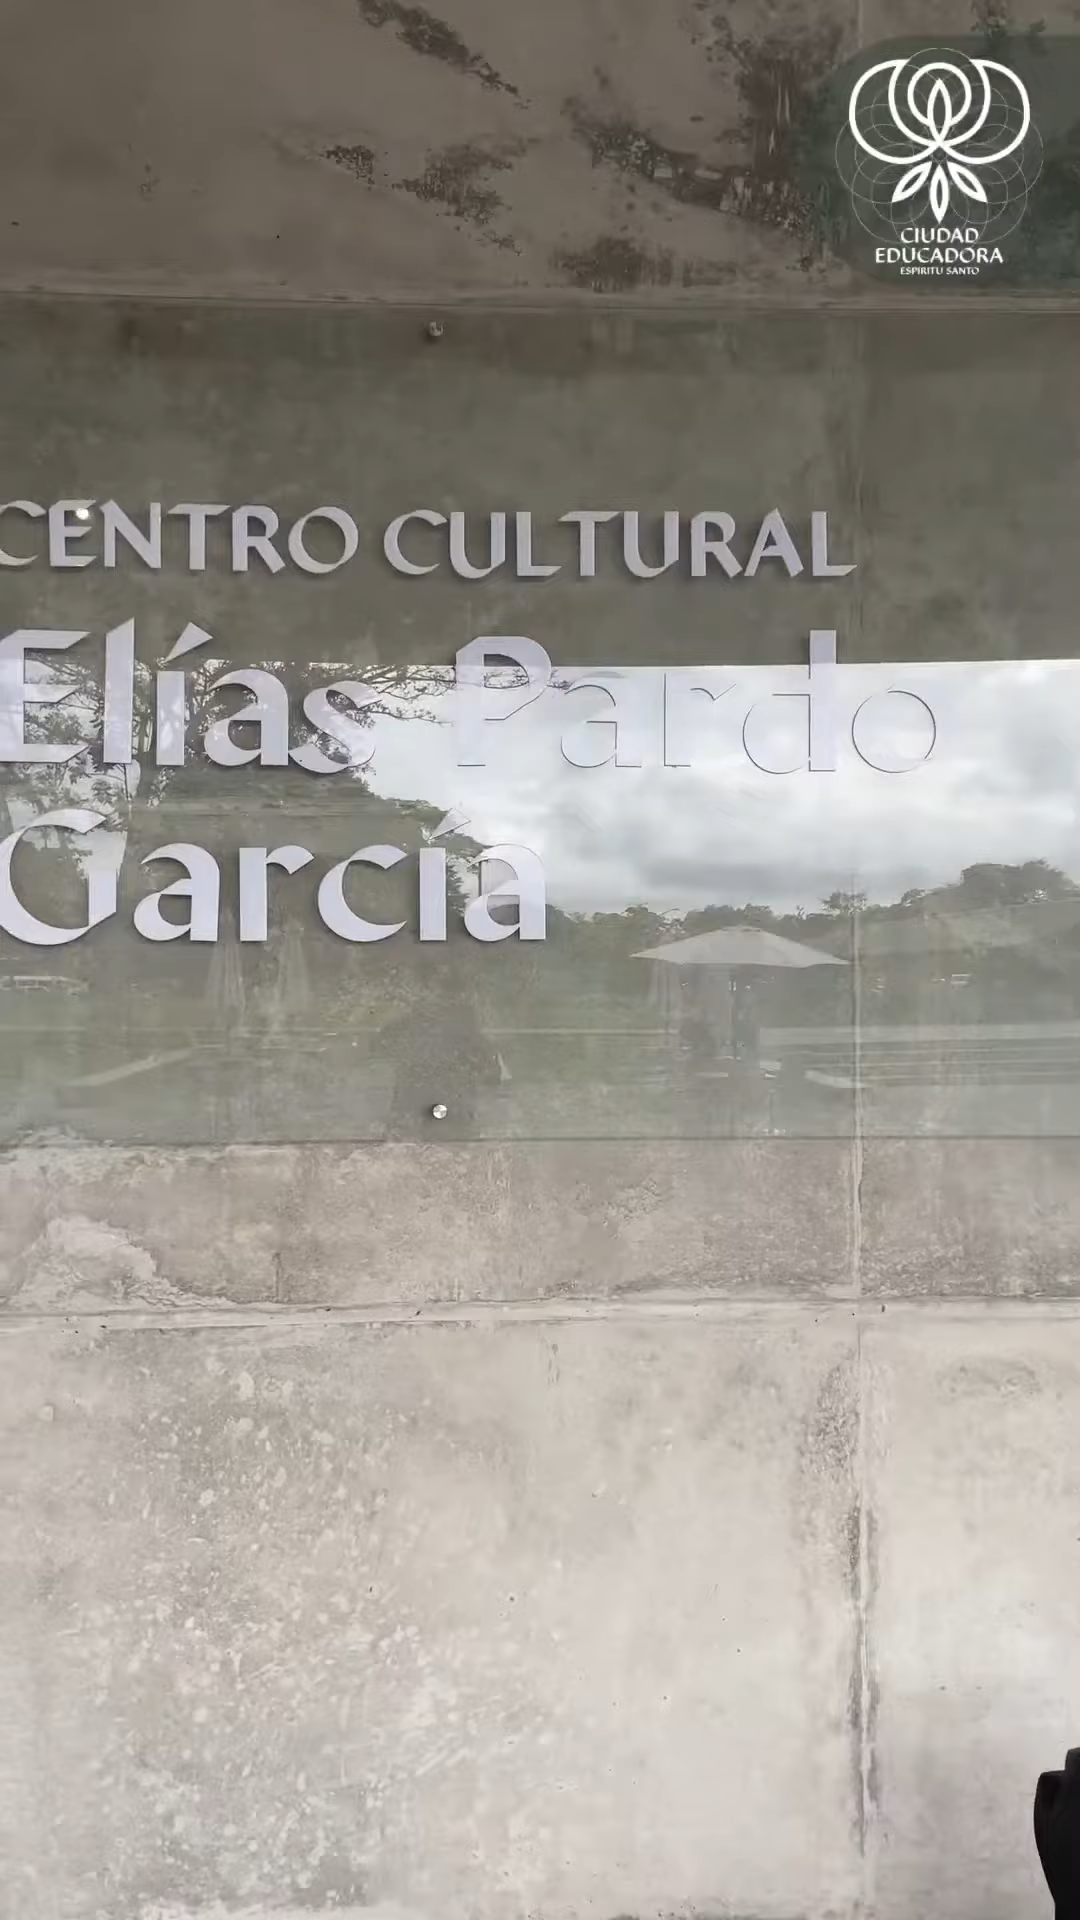 CIUDAD
EDUCADORA
ESPIRITU SANTO
CENTRO CULTURAL
Elías Pardo
García